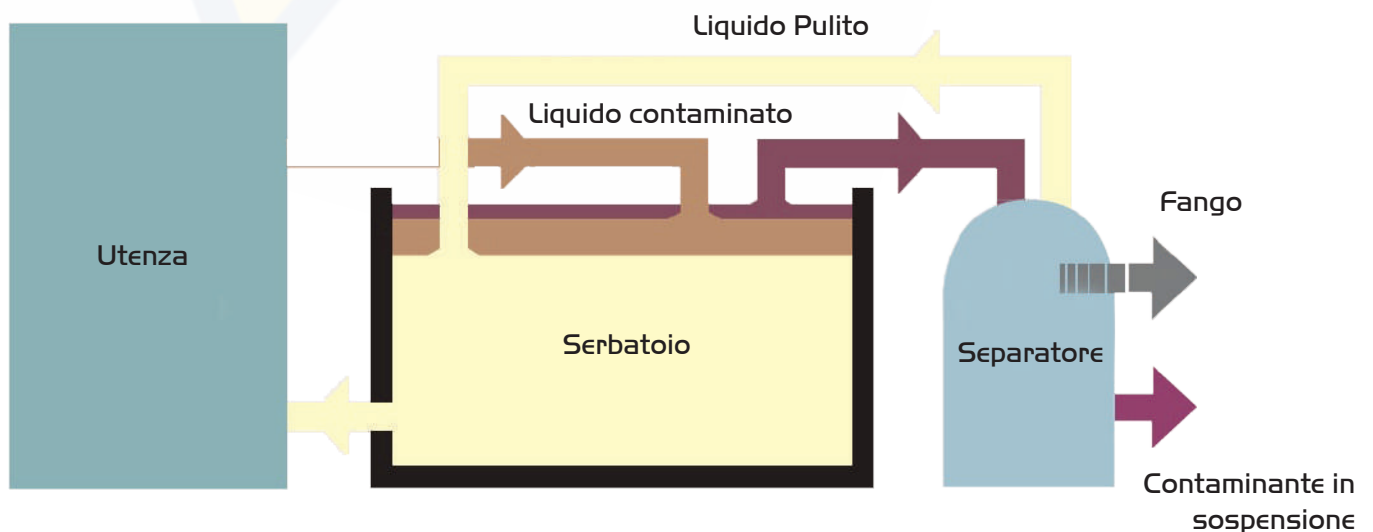 Liquido Pulito
Liquido contaminato
Fango
Utenza
Serbatoio
Separatore
Contaminante in
sospensione